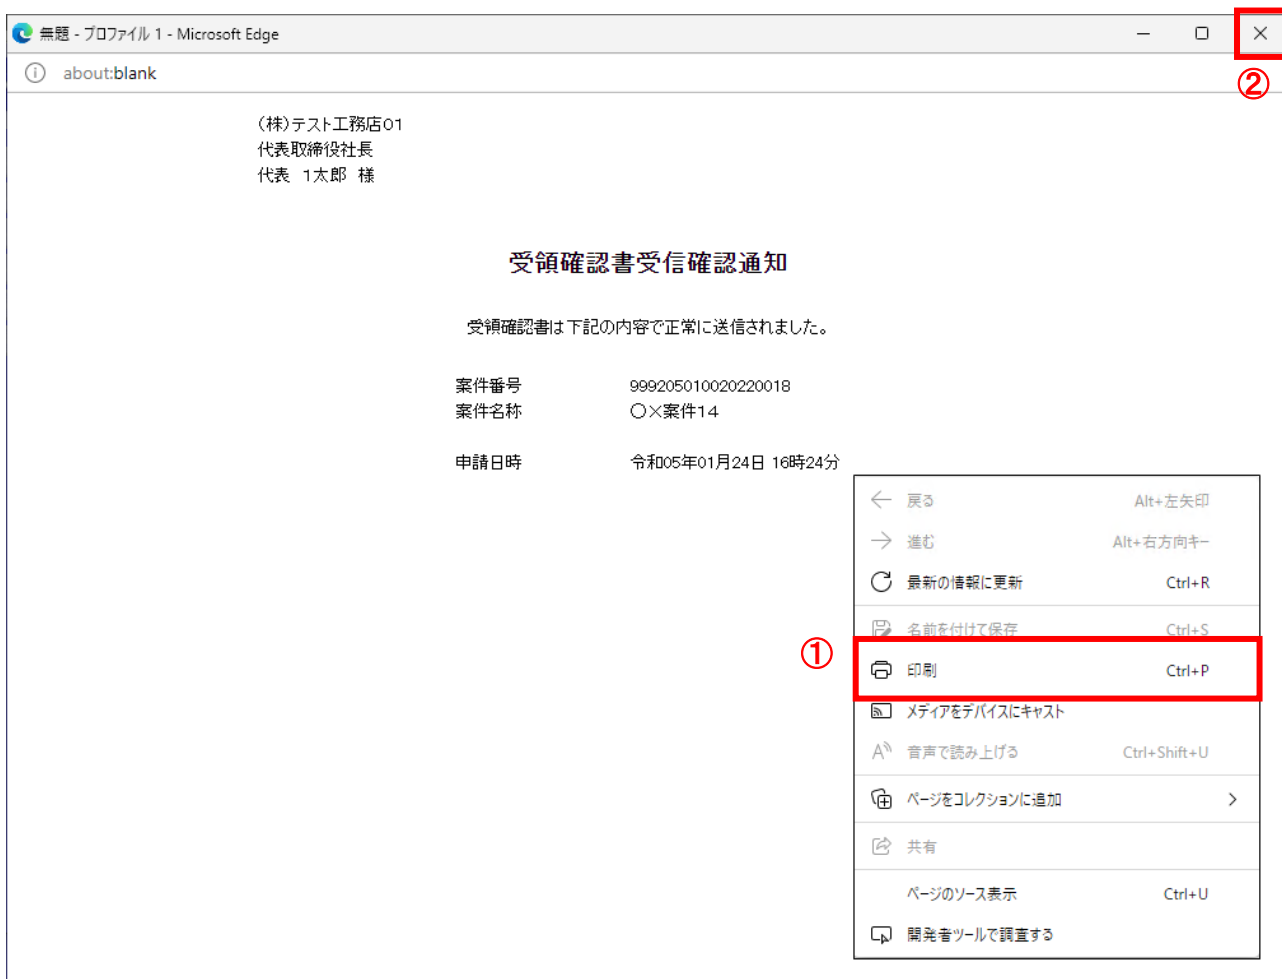 無題 - プロファイル 1 - Microsoft Edge
②
about:blank
(株)テスト工務店01
代表取締役社長
代表 1太郎 様
受領確認書受信確認通知
受領確認書は下記の内容で正常に送信されました。
案件番号 999205010020220018
案件名称 〇×案件14
申請日時 令和05年01月24日 16時24分
戻る Alt+左矢印
進む Alt+右方向キー
最新の情報に更新 Ctrl+R
名前を付けて保存 Ctrl+S
①
印刷 Ctrl+P
メディアをデバイスにキャスト
音声で読み上げる Ctrl+Shift+U
ページをコレクションに追加
共有
ページのソース表示 Ctrl+U
開発者ツールで調査する